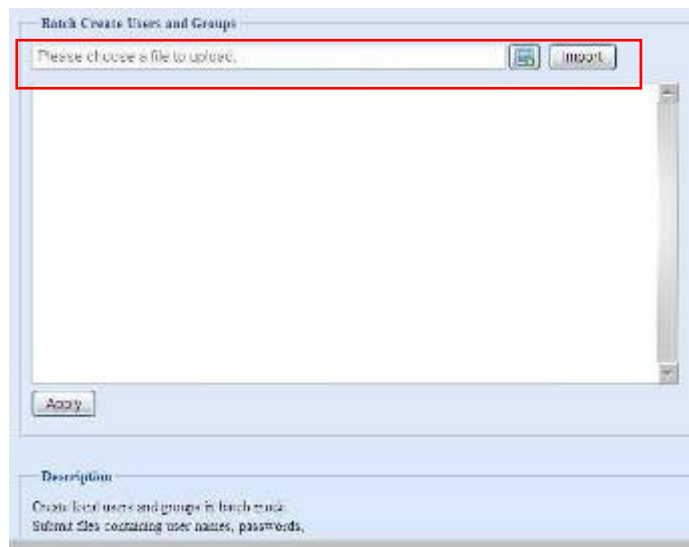 Batch Create Users and Groups
Please choose a file to upload.
Import
Apply
Description
Create local users and groups in batch mode.
Submit files containing user names, passwords,